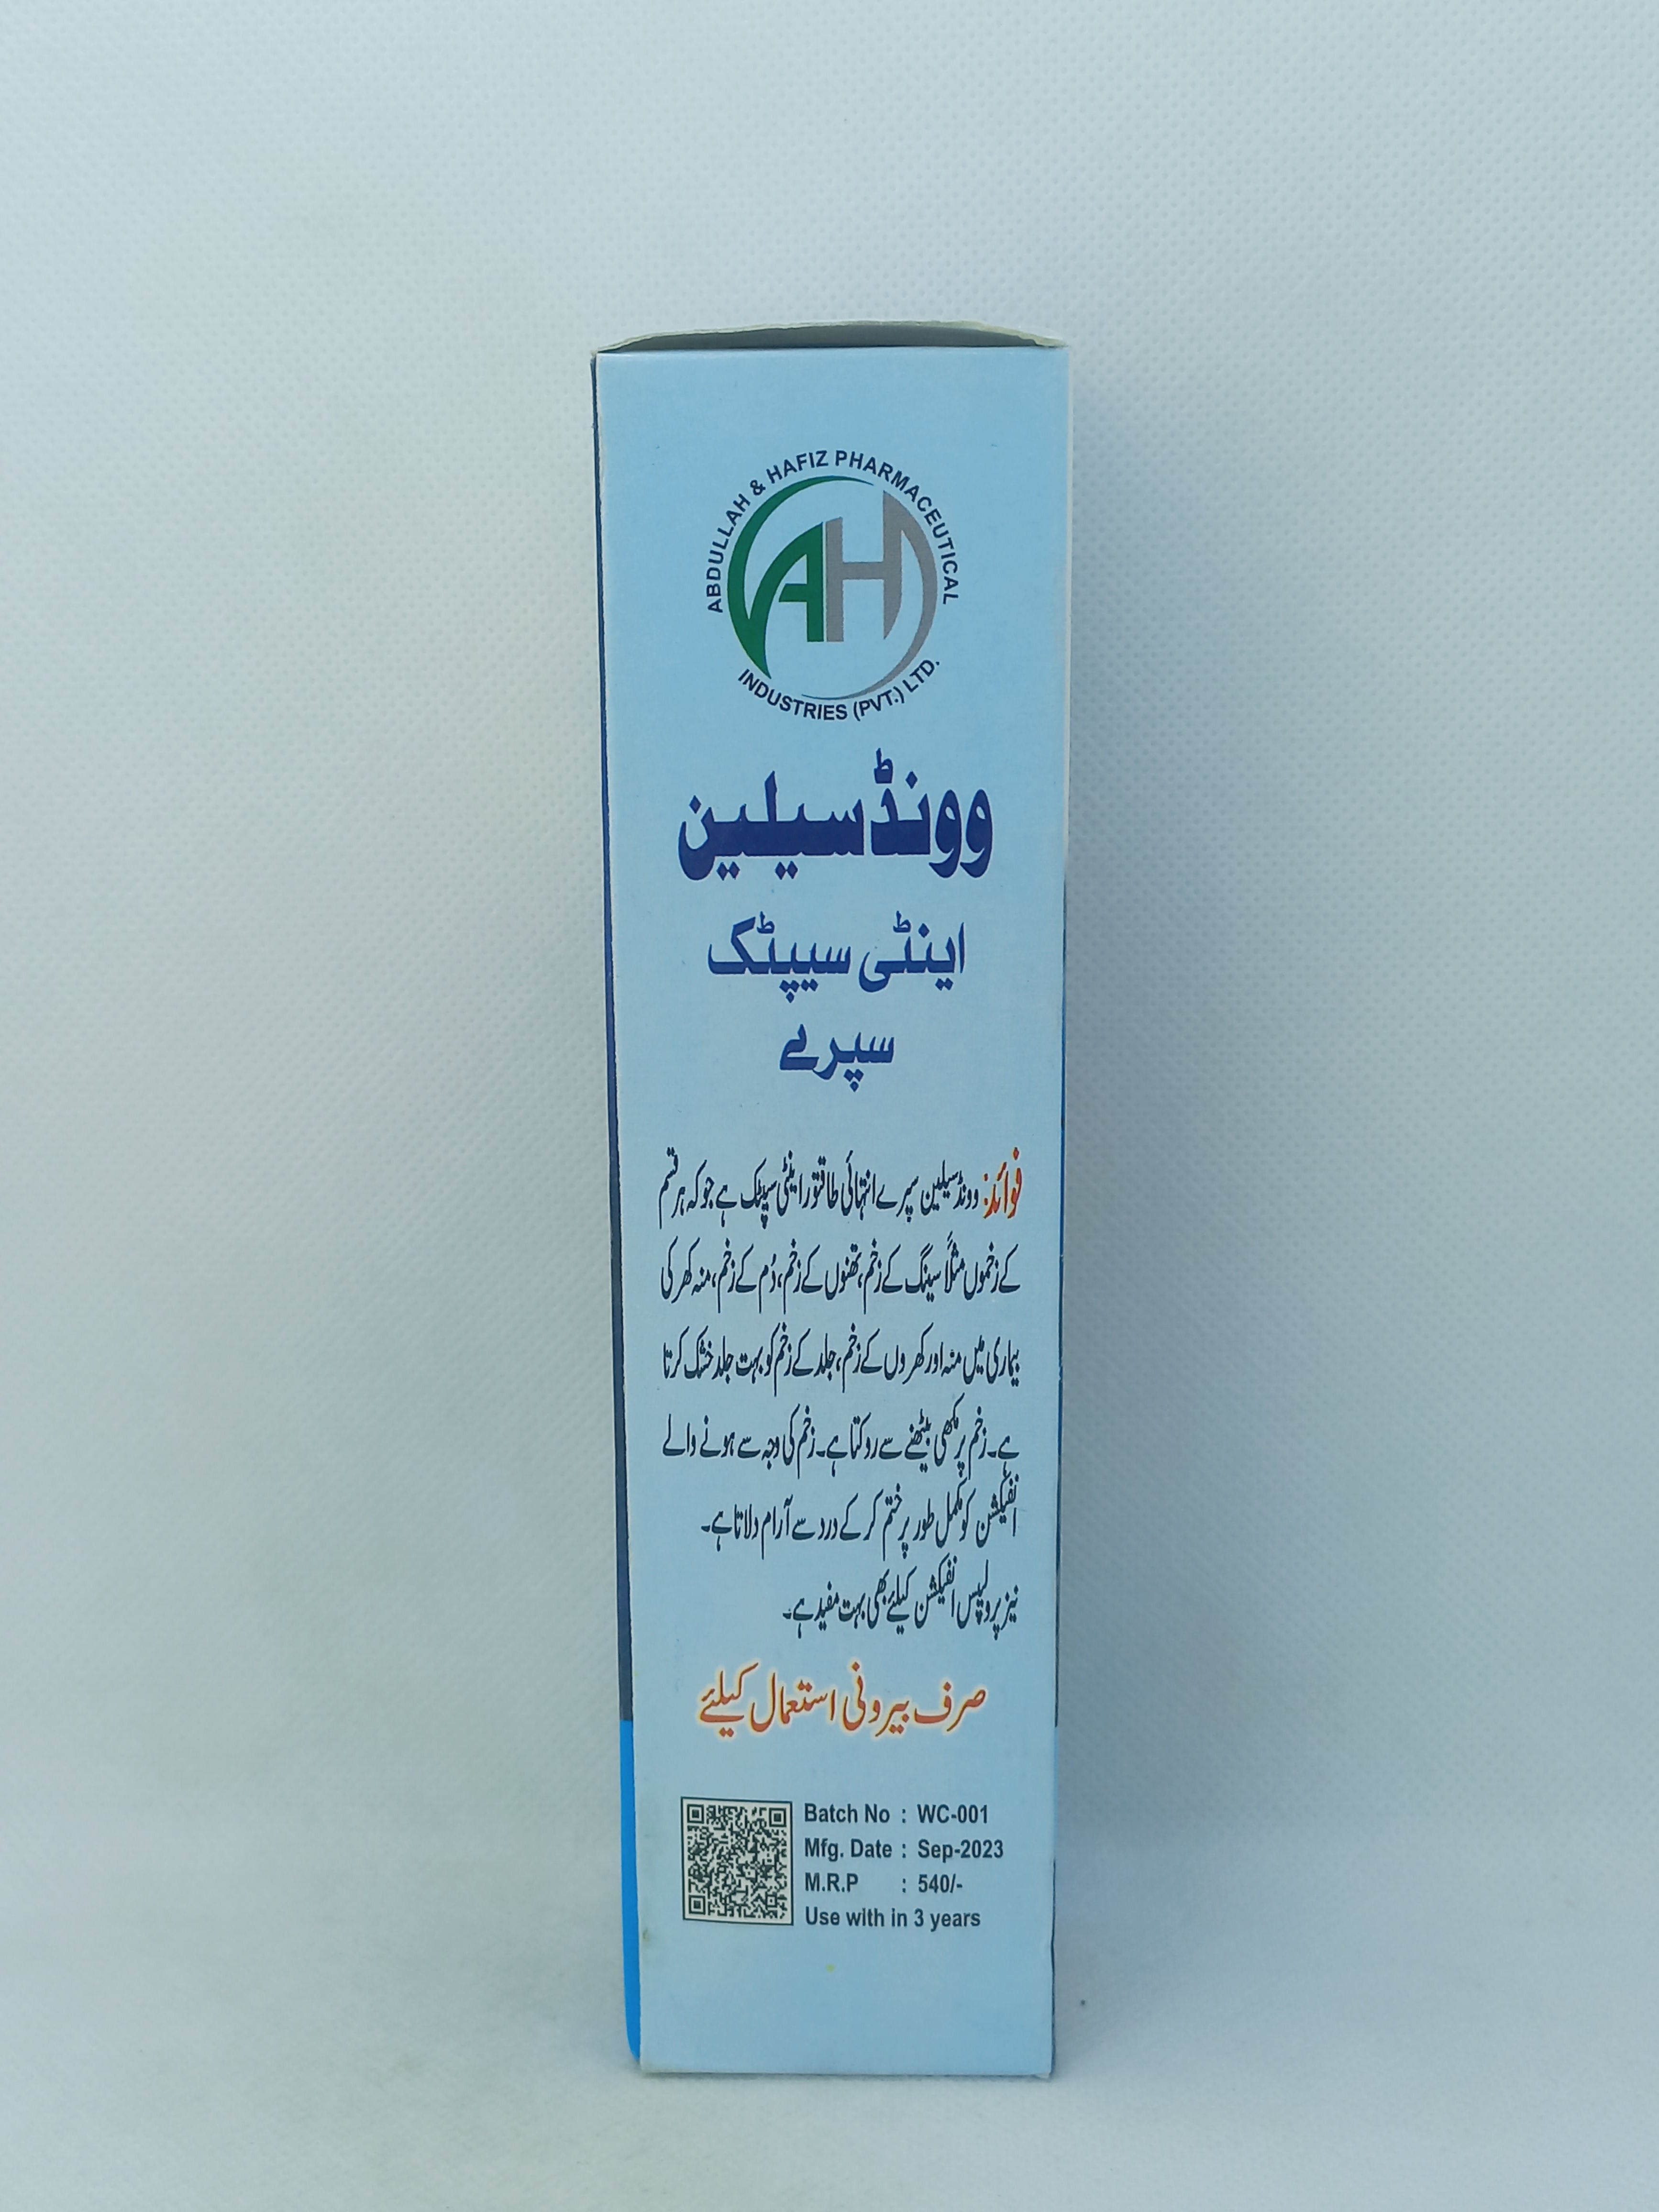 ABDULLAH & HAFIZ PHARMACEUTICAL
INDUSTRIES (PVT.) LTD.
AH
وونڈسیلین
اینٹی سیپٹک
سپرے
فوائد: وونڈسیلین سپرے انتہائی طاقتور اینٹی سپٹک ہے جو کہ ہر قسم
کے زخموں مثلاً سینگ کے زخم، تھنوں کے زخم، دُم کے زخم، منہ کھر کی
بیماری میں منہ اور کھروں کے زخم، جلد کے زخم کو بہت جلد خشک کرتا
ہے۔ زخم پر مکھی بیٹھنے سے روکتا ہے۔ زخم کی وجہ سے ہونے والے
انفیکشن کو مکمل طور پر ختم کر کے درد سے آرام دلاتا ہے۔
نیز پرولیپس انفیکشن کیلئے بھی بہت مفید ہے۔
صرف بیرونی استعمال کیلئے
Batch No : WC-001
Mfg. Date : Sep-2023
M.R.P : 540/-
Use with in 3 years